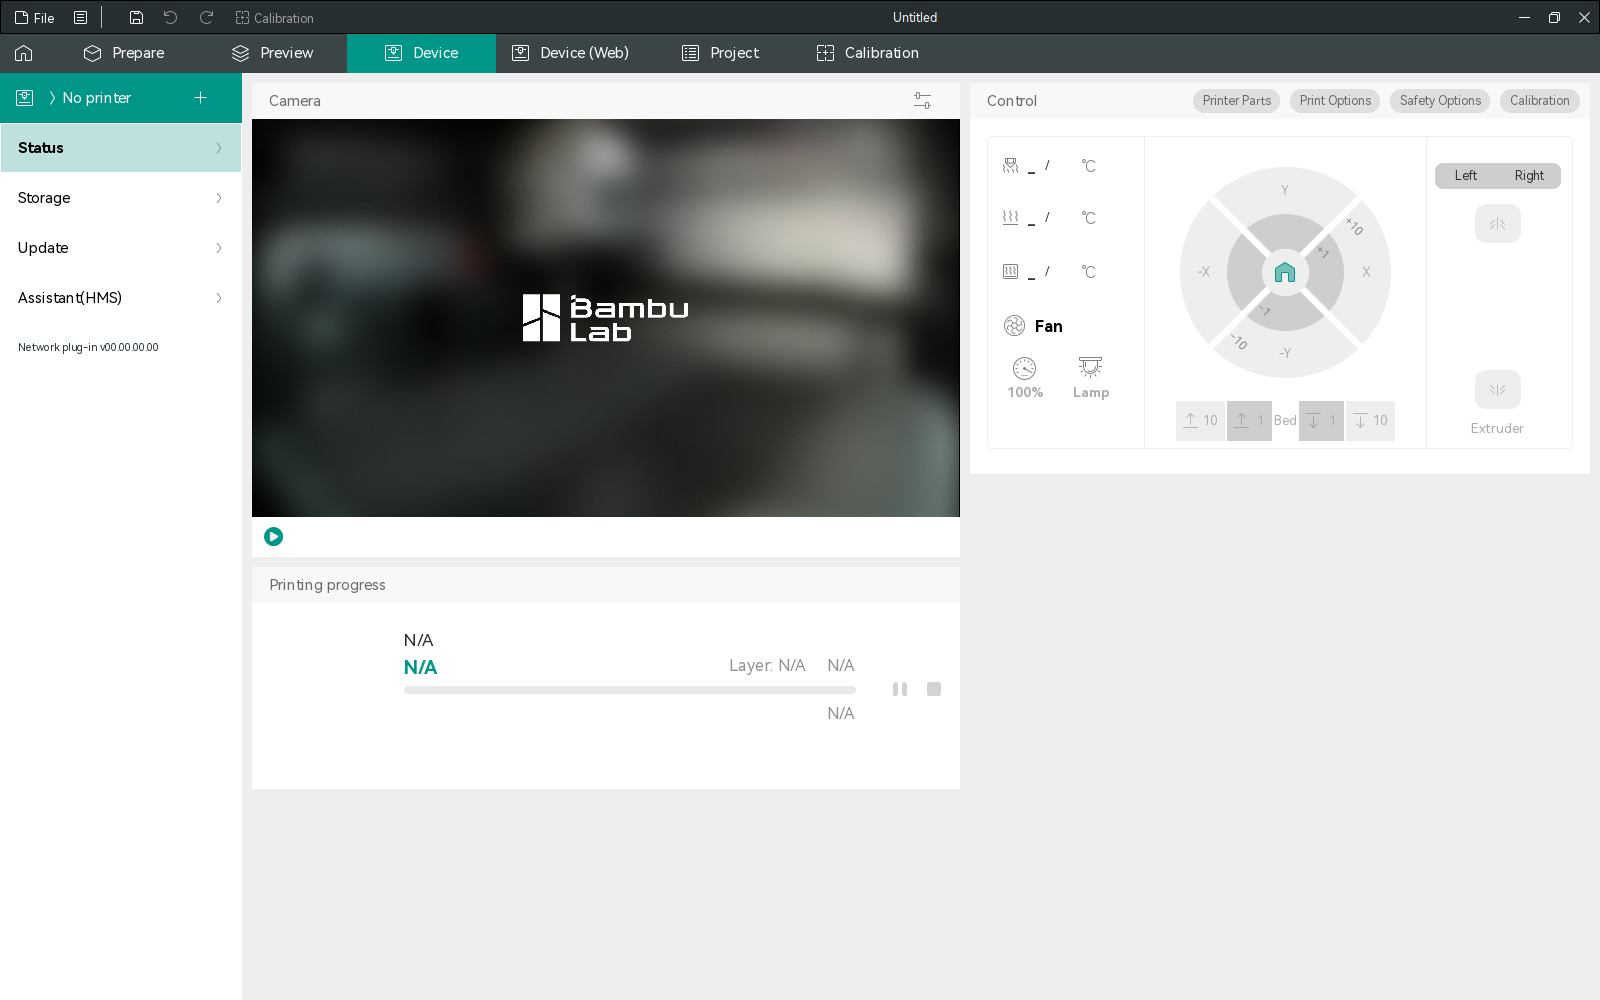 File
Calibration
Untitled
Prepare
Preview
Device
Device (Web)
Project
Calibration
No printer
Status
Storage
Update
Assistant(HMS)
Network plug-in v00.00.00.00
Camera
Bambu
Lab
Printing progress
N/A
N/A
Layer: N/A N/A
N/A
Control
Printer Parts
Print Options
Safety Options
Calibration
_ / °C
_ / °C
_ / °C
Fan
100%
Lamp
Y
+10
+1
-X
X
-1
-10
-Y
10
1
Bed
1
10
Left
Right
Extruder